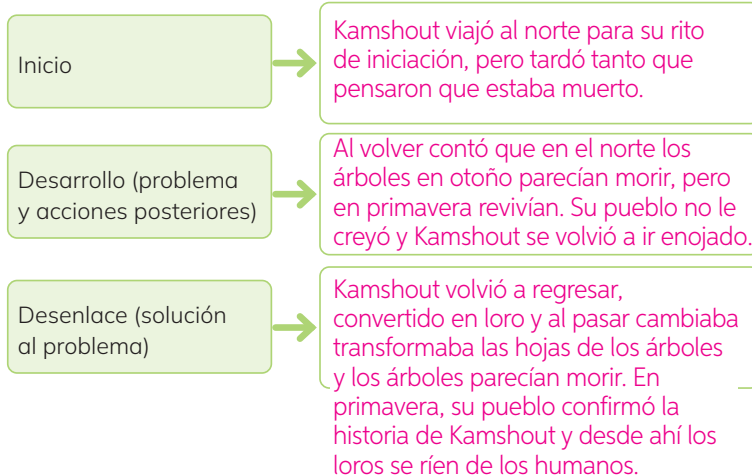 Inicio
Kamshout viajó al norte para su rito
de iniciación, pero tardó tanto que
pensaron que estaba muerto.
Desarrollo (problema
y acciones posteriores)
Al volver contó que en el norte los
árboles en otoño parecían morir, pero
en primavera revivían. Su pueblo no le
creyó y Kamshout se volvió a ir enojado.
Desenlace (solución
al problema)
Kamshout volvió a regresar,
convertido en loro y al pasar cambiaba
transformaba las hojas de los árboles
y los árboles parecían morir. En
primavera, su pueblo confirmó la
historia de Kamshout y desde ahí los
loros se ríen de los humanos.